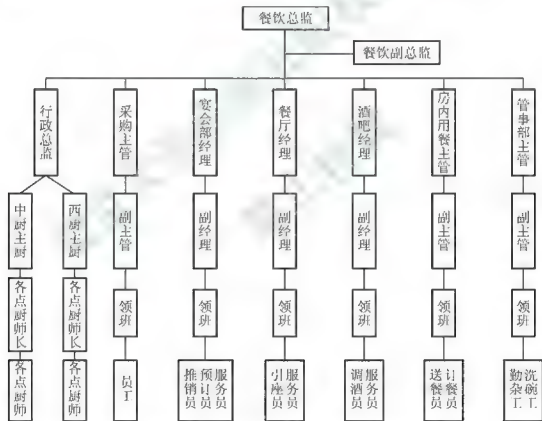 餐饮总监
餐饮副总监
行政总监
采购主管
宴会部经理
餐厅经理
酒吧经理
房内用餐主管
管事部主管
中厨主厨
西厨主厨
副主管
副经理
副经理
副经理
副主管
副主管
各点厨师长
各点厨师长
领班
领班
领班
领班
领班
领班
各点厨师
各点厨师
员工
推销员
预订员
服务员
引座员
服务员
调酒员
服务员
送餐员
订餐员
勤杂工
洗碗工